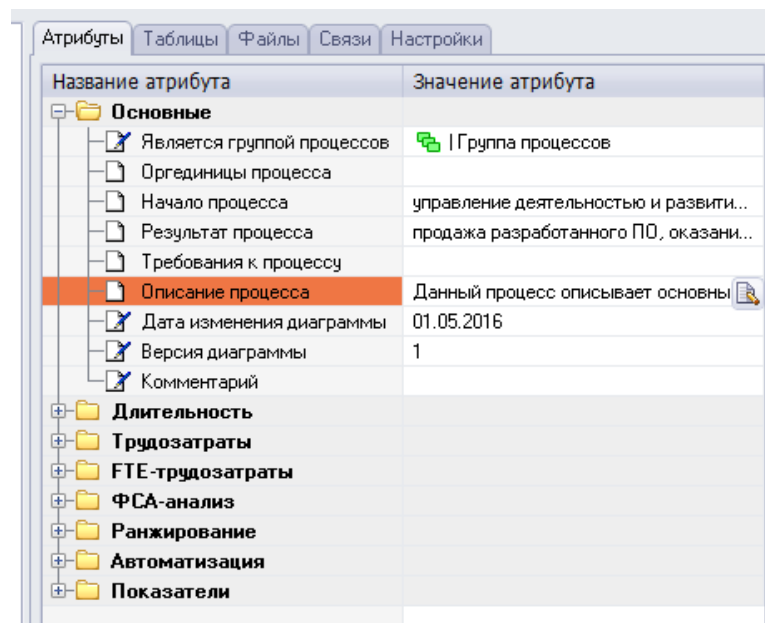 Атрибуты Таблицы Файлы Связи Настройки
Название атрибута Значение атрибута
Основные
Является группой процессов | Группа процессов
Оргединицы процесса
Начало процесса управление деятельностью и развити...
Результат процесса продажа разработанного ПО, оказани...
Требования к процессу
Описание процесса Данный процесс описывает основны
Дата изменения диаграммы 01.05.2016
Версия диаграммы 1
Комментарий
Длительность
Трудозатраты
FTE-трудозатраты
ФСА-анализ
Ранжирование
Автоматизация
Показатели